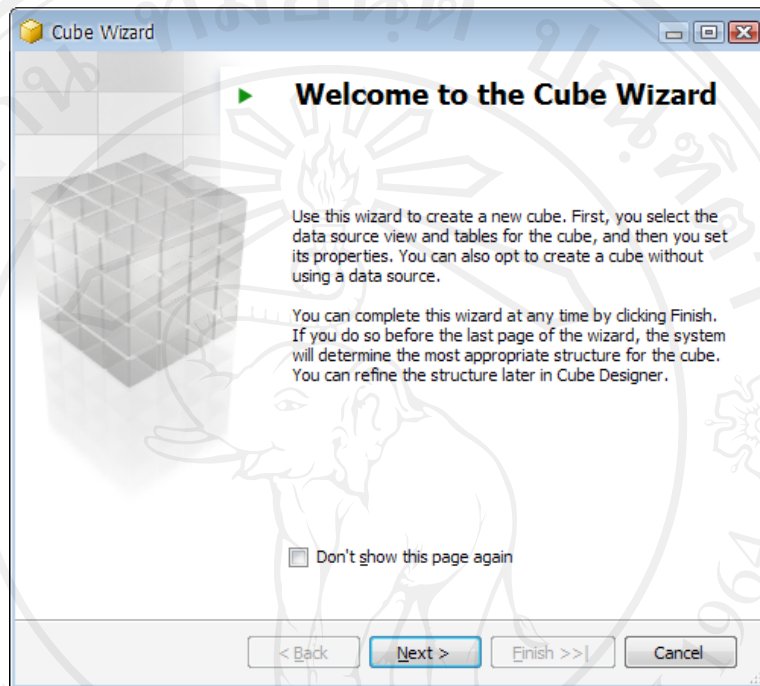 Cube Wizard
Welcome to the Cube Wizard
Use this wizard to create a new cube. First, you select the
data source view and tables for the cube, and then you set
its properties. You can also opt to create a cube without
using a data source.
You can complete this wizard at any time by clicking Finish.
If you do so before the last page of the wizard, the system
will determine the most appropriate structure for the cube.
You can refine the structure later in Cube Designer.
Don't show this page again
< Back Next > Finish >>| Cancel
1964